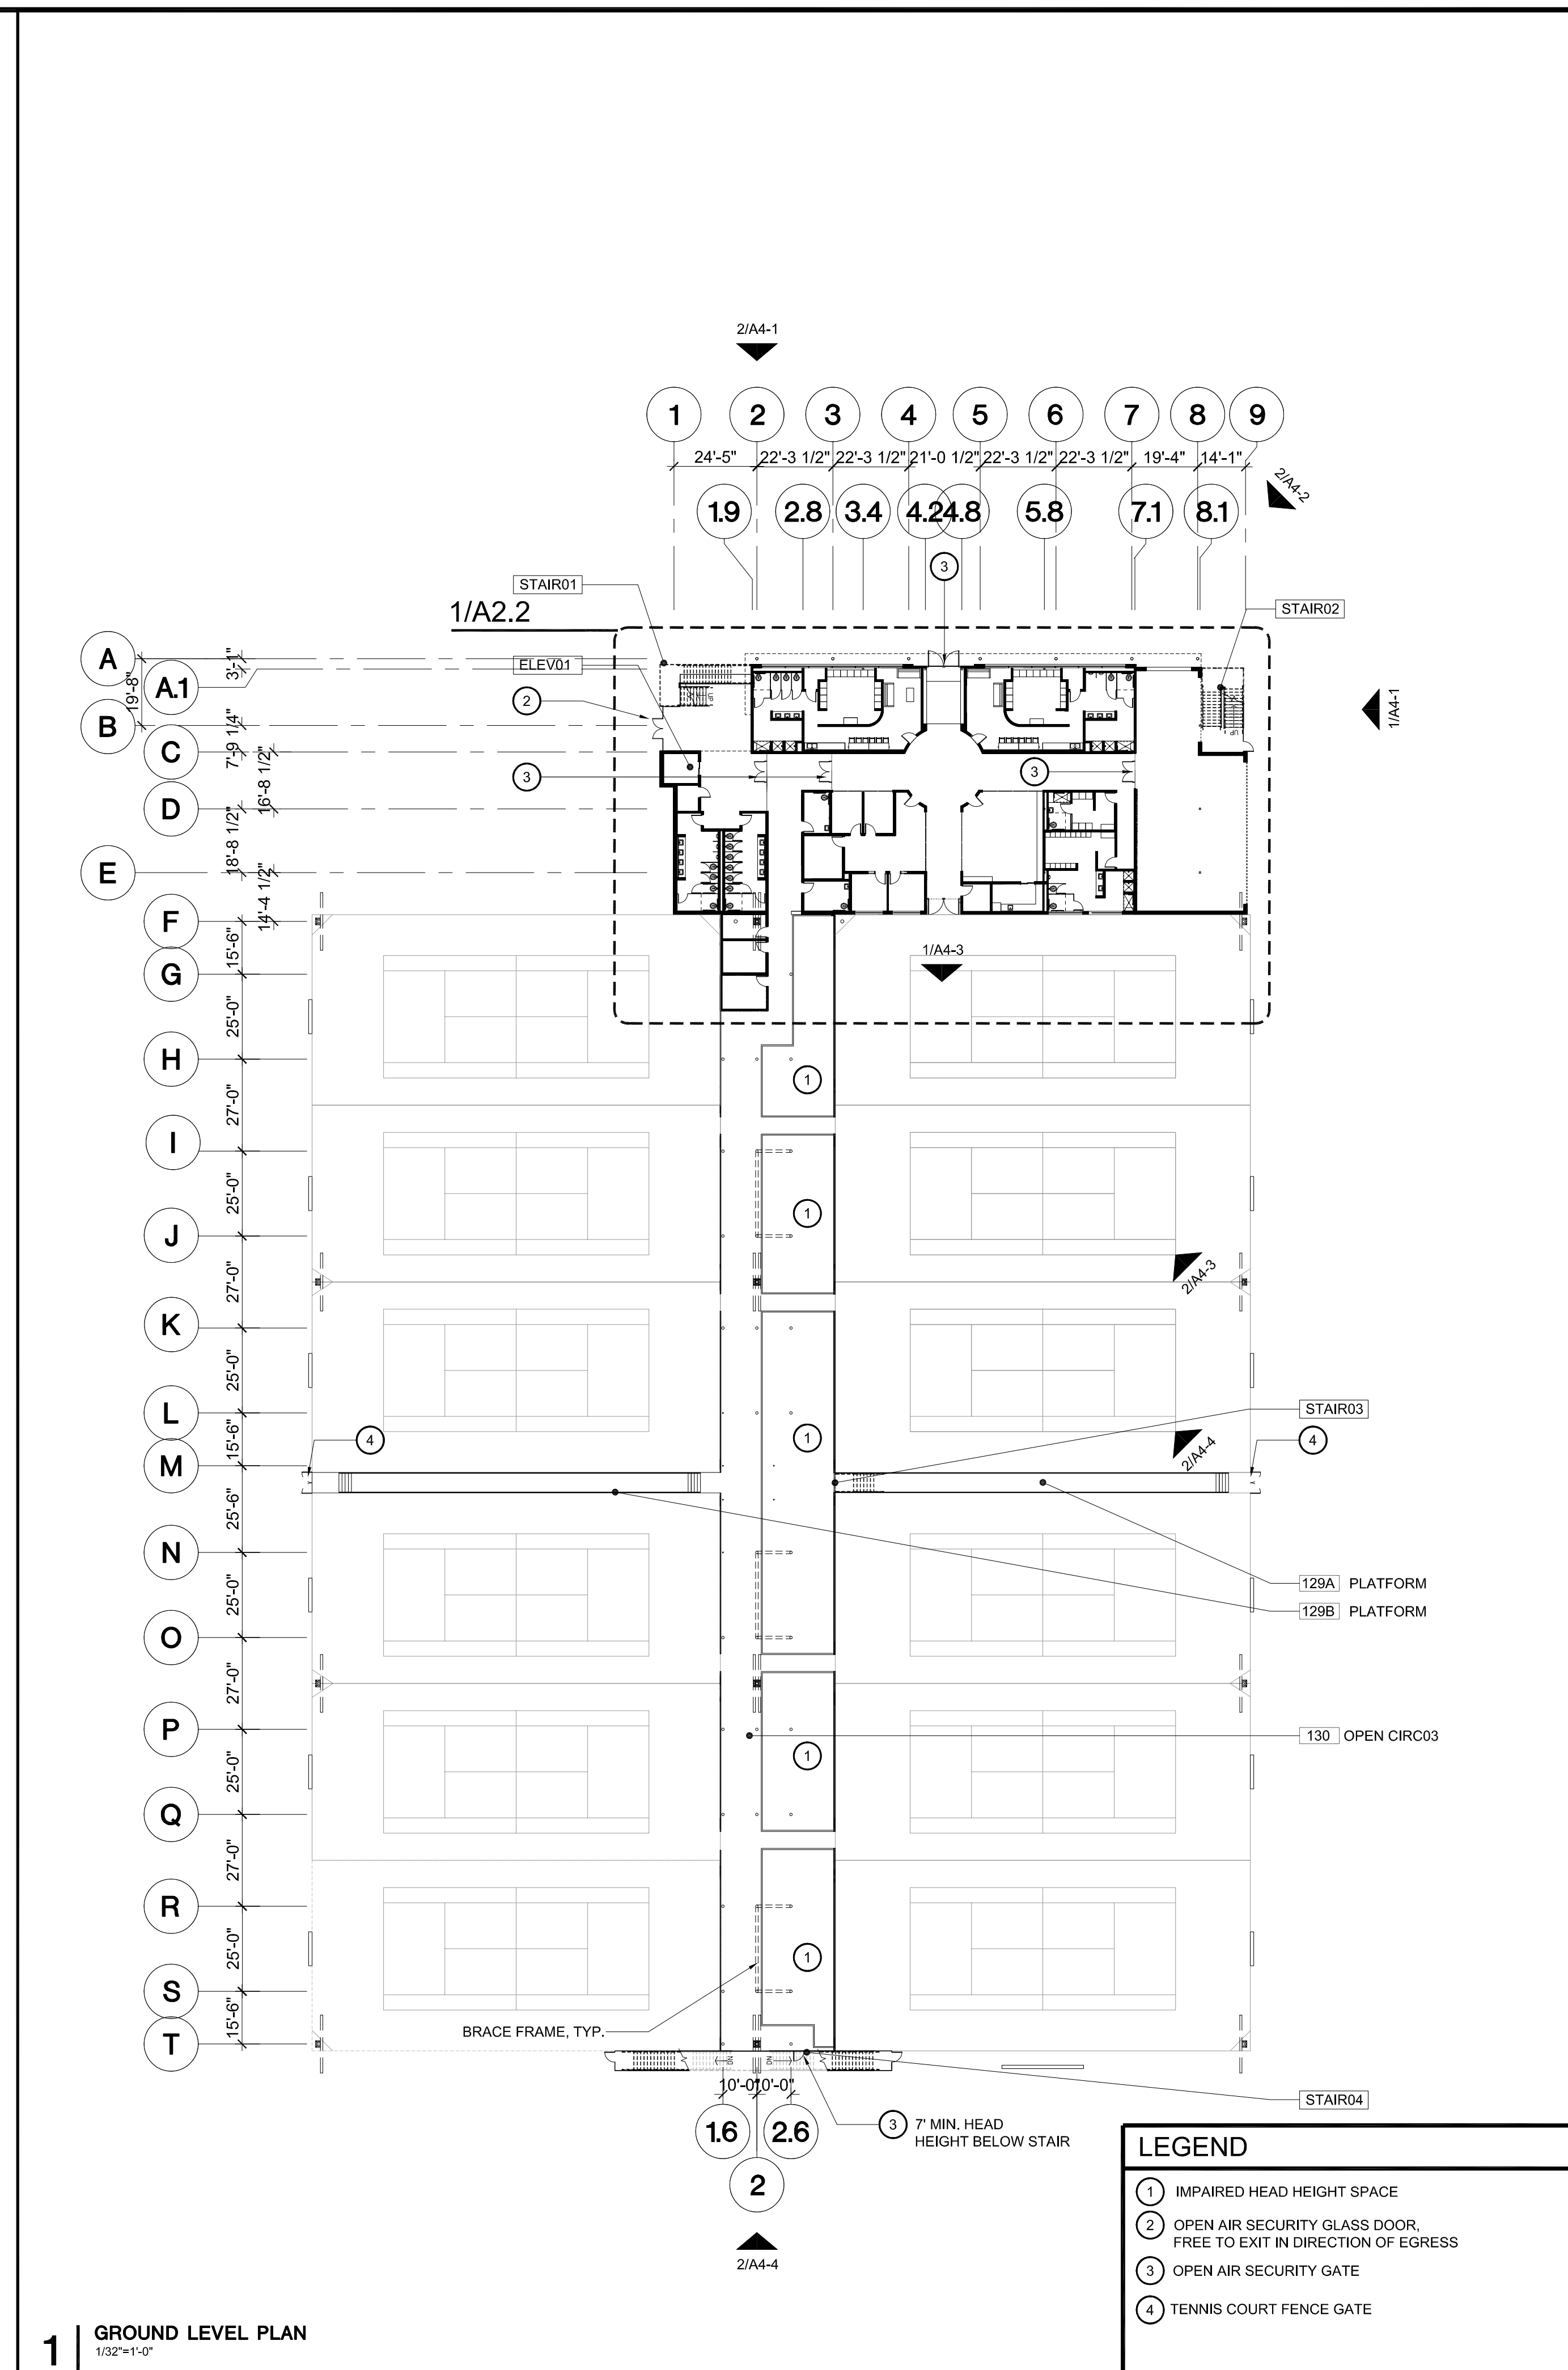 2/A4-1
1 2 3 4 5 6 7 8 9
24'-5" 22'-3 1/2" 22'-3 1/2" 21'-0 1/2" 22'-3 1/2" 22'-3 1/2" 19'-4" 14'-1"
2/A4-2
1.9 2.8 3.4 4.2 4.8 5.8 7.1 8.1
3
STAIR01
1/A2.2
STAIR02
A
3'-1"
ELEV01
A.1
19'-8"
2
UP
UP
1/A4-1
B
7'-9 1/4"
C
3
3
16'-8 1/2"
D
18'-8 1/2"
E
14'-4 1/2"
F
15'-6"
1/A4-3
G
25'-0"
H
1
27'-0"
I
25'-0"
1
J
27'-0"
2/A4-3
K
25'-0"
L
STAIR03
15'-6"
4
1
4
M
2/A4-4
25'-6"
N
129A PLATFORM
25'-0"
129B PLATFORM
O
27'-0"
P
130 OPEN CIRC03
25'-0"
1
Q
27'-0"
R
25'-0"
1
S
15'-6"
BRACE FRAME, TYP.
T
DN DN
10'-0" 10'-0"
STAIR04
1.6 2.6
3 7' MIN. HEAD
HEIGHT BELOW STAIR
2
2/A4-4
LEGEND
1 IMPAIRED HEAD HEIGHT SPACE
2 OPEN AIR SECURITY GLASS DOOR,
FREE TO EXIT IN DIRECTION OF EGRESS
3 OPEN AIR SECURITY GATE
4 TENNIS COURT FENCE GATE
1 GROUND LEVEL PLAN
1/32"=1'-0"